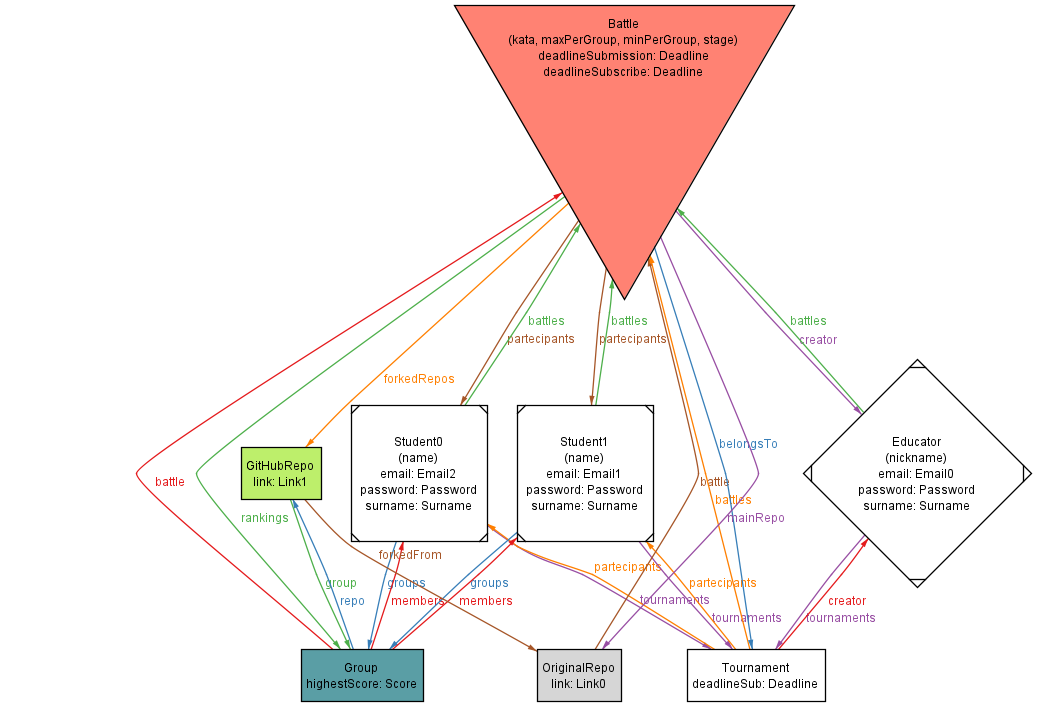 Battle
(kata, maxPerGroup, minPerGroup, stage)
deadlineSubmission: Deadline
deadlineSubscribe: Deadline
battles
battles
battles
partecipants
partecipants
creator
forkedRepos
Student0
(name)
email: Email2
password: Password
surname: Surname
Student1
(name)
email: Email1
password: Password
surname: Surname
Educator
(nickname)
email: Email0
password: Password
surname: Surname
belongsTo
GitHubRepo
link: Link1
battle
battle
battles
rankings
mainRepo
forkedFrom
partecipants
partecipants
group
groups
groups
repo
members
members
tournaments
creator
tournaments
tournaments
Group
highestScore: Score
OriginalRepo
link: Link0
Tournament
deadlineSub: Deadline